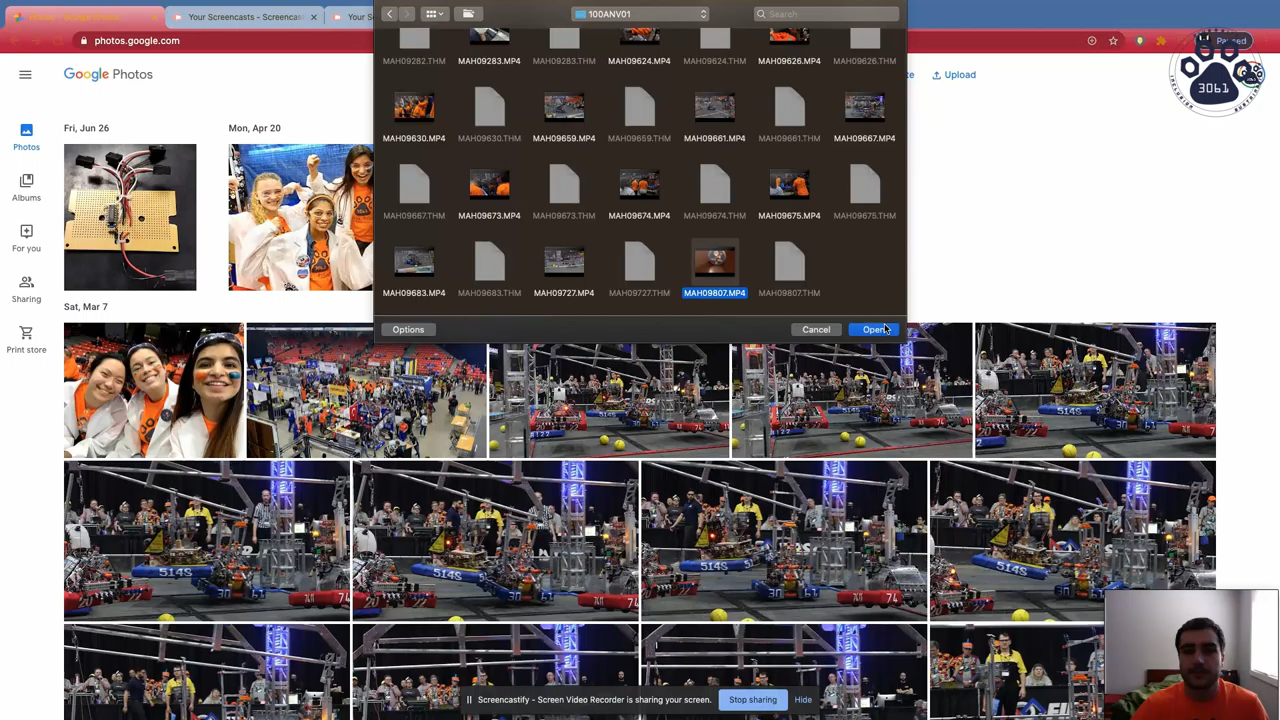 Your Screencasts - Screencas
Your S
100ANV01
Search
photos.google.com
Paused
Google Photos
Upload
3061
MAH09282.THM MAH09283.MP4 MAH09283.THM MAH09624.MP4 MAH09624.THM MAH09626.MP4 MAH09626.THM
Photos
Albums
For you
Sharing
Print store
Fri, Jun 26
Mon, Apr 20
MAH09630.MP4 MAH09630.THM MAH09659.MP4 MAH09659.THM MAH09661.MP4 MAH09661.THM MAH09667.MP4
MAH09667.THM MAH09673.MP4 MAH09673.THM MAH09674.MP4 MAH09674.THM MAH09675.MP4 MAH09675.THM
MAH09683.MP4 MAH09683.THM MAH09727.MP4 MAH09727.THM MAH09807.MP4 MAH09807.THM
Sat, Mar 7
Options
Cancel
Open
Screencastify - Screen Video Recorder is sharing your screen.
Stop sharing
Hide